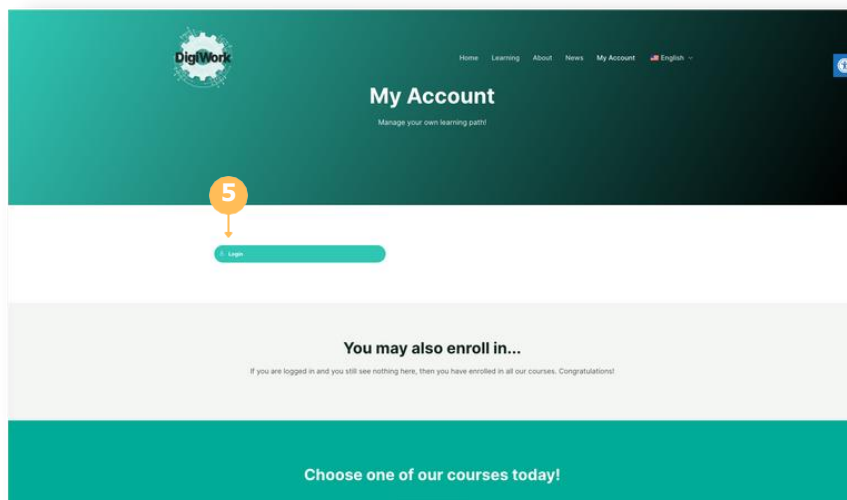 DigiWork
Home Learning About News My Account English
My Account
Manage your own learning path!
5
Login
You may also enroll in...
If you are logged in and you still see nothing here, then you have enrolled in all our courses. Congratulations!
Choose one of our courses today!